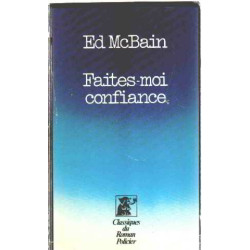 Ed McBain
Faites-moi
confiance
Classiques
du
Roman
Policier